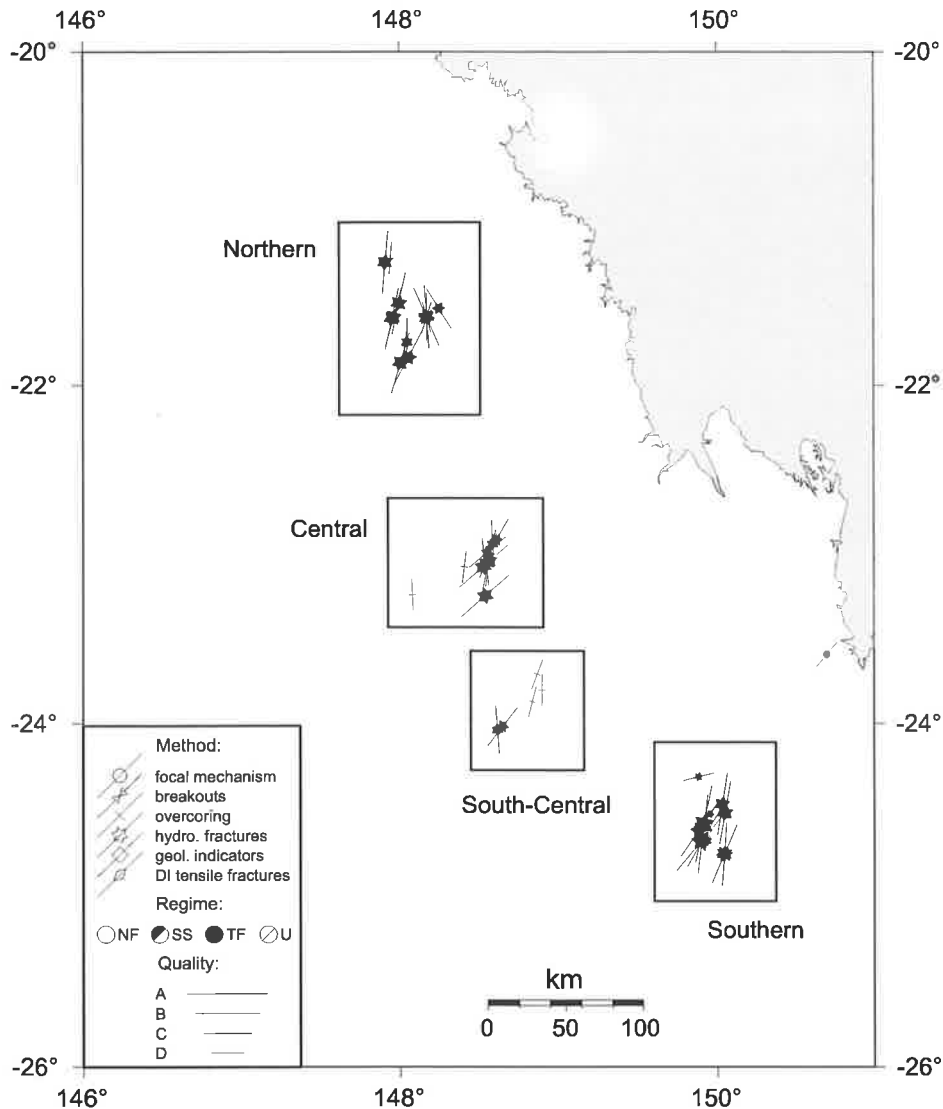 146° 148° 150°
-20° -20°
Northern
-22° -22°
Central
-24° -24°
South-Central
Southern
Method:
focal mechanism
breakouts
overcoring
hydro. fractures
geol. indicators
DI tensile fractures
Regime:
NF SS TF U
Quality:
A
B
C
D
km
0 50 100
-26° -26°
146° 148° 150°